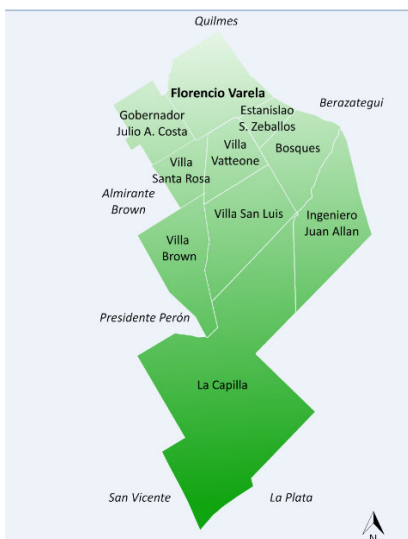 Quilmes
Florencio Varela
Gobernador
Julio A. Costa
Estanislao
S. Zeballos
Berazategui
Villa
Vatteone
Bosques
Villa
Santa Rosa
Almirante
Brown
Villa San Luis
Ingeniero
Juan Allan
Villa
Brown
Presidente Perón
La Capilla
San Vicente
La Plata
N